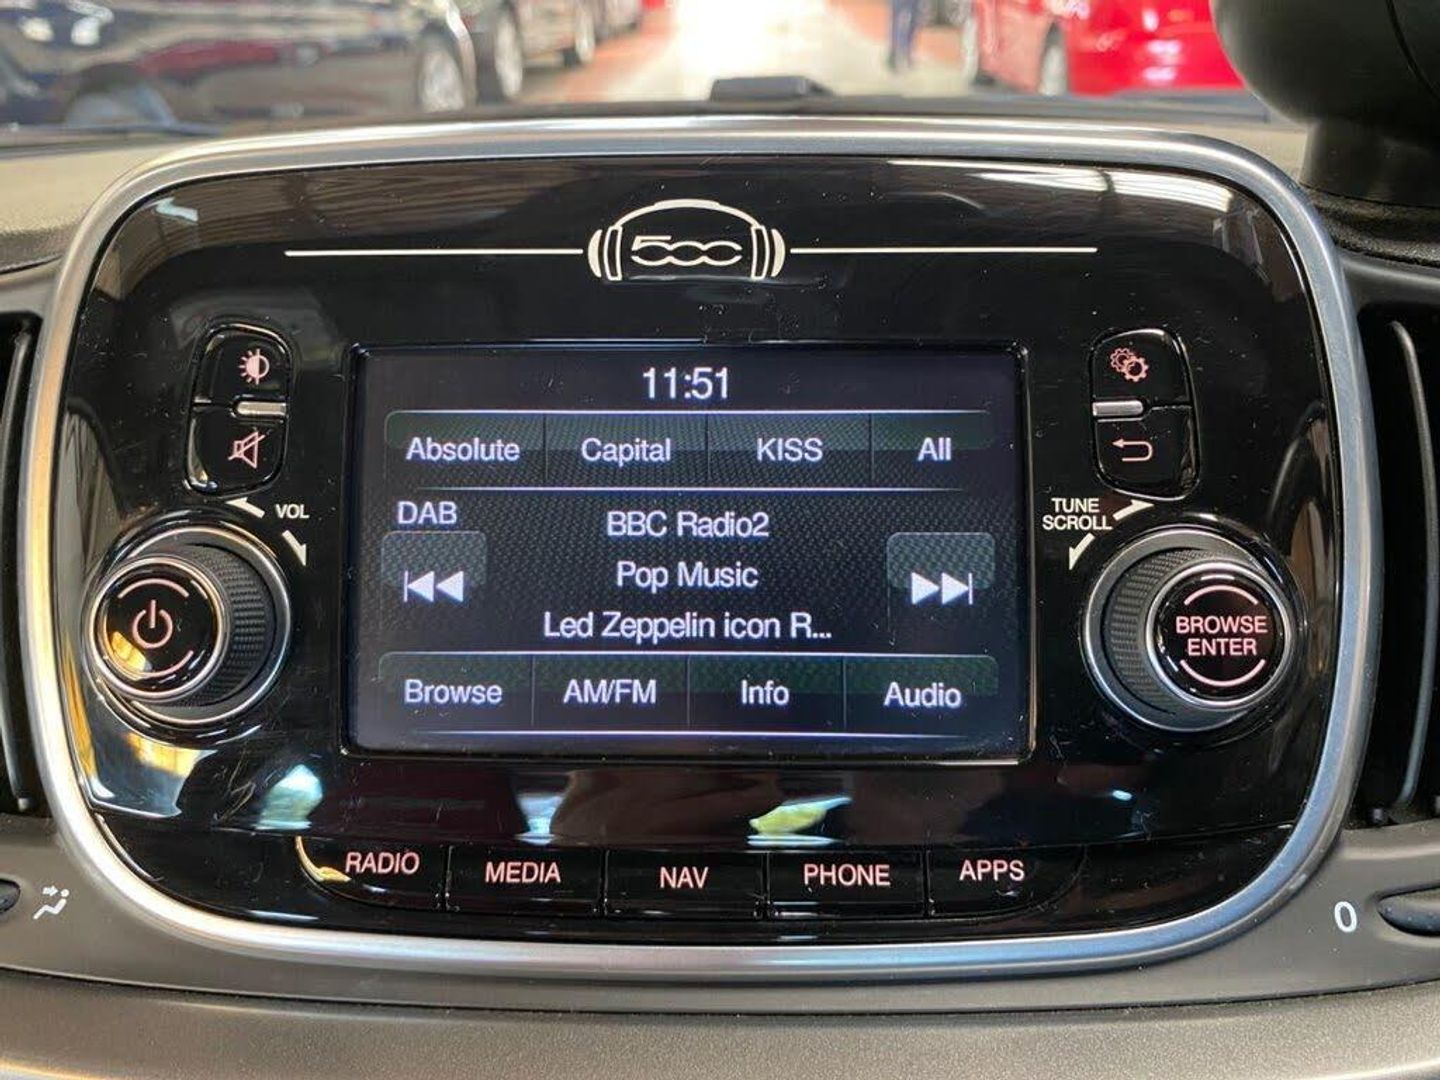 500
11:51
Absolute Capital KISS All
VOL
TUNE
SCROLL
DAB
BBC Radio2
Pop Music
Led Zeppelin icon R...
BROWSE
ENTER
Browse AM/FM Info Audio
RADIO MEDIA NAV PHONE APPS
0